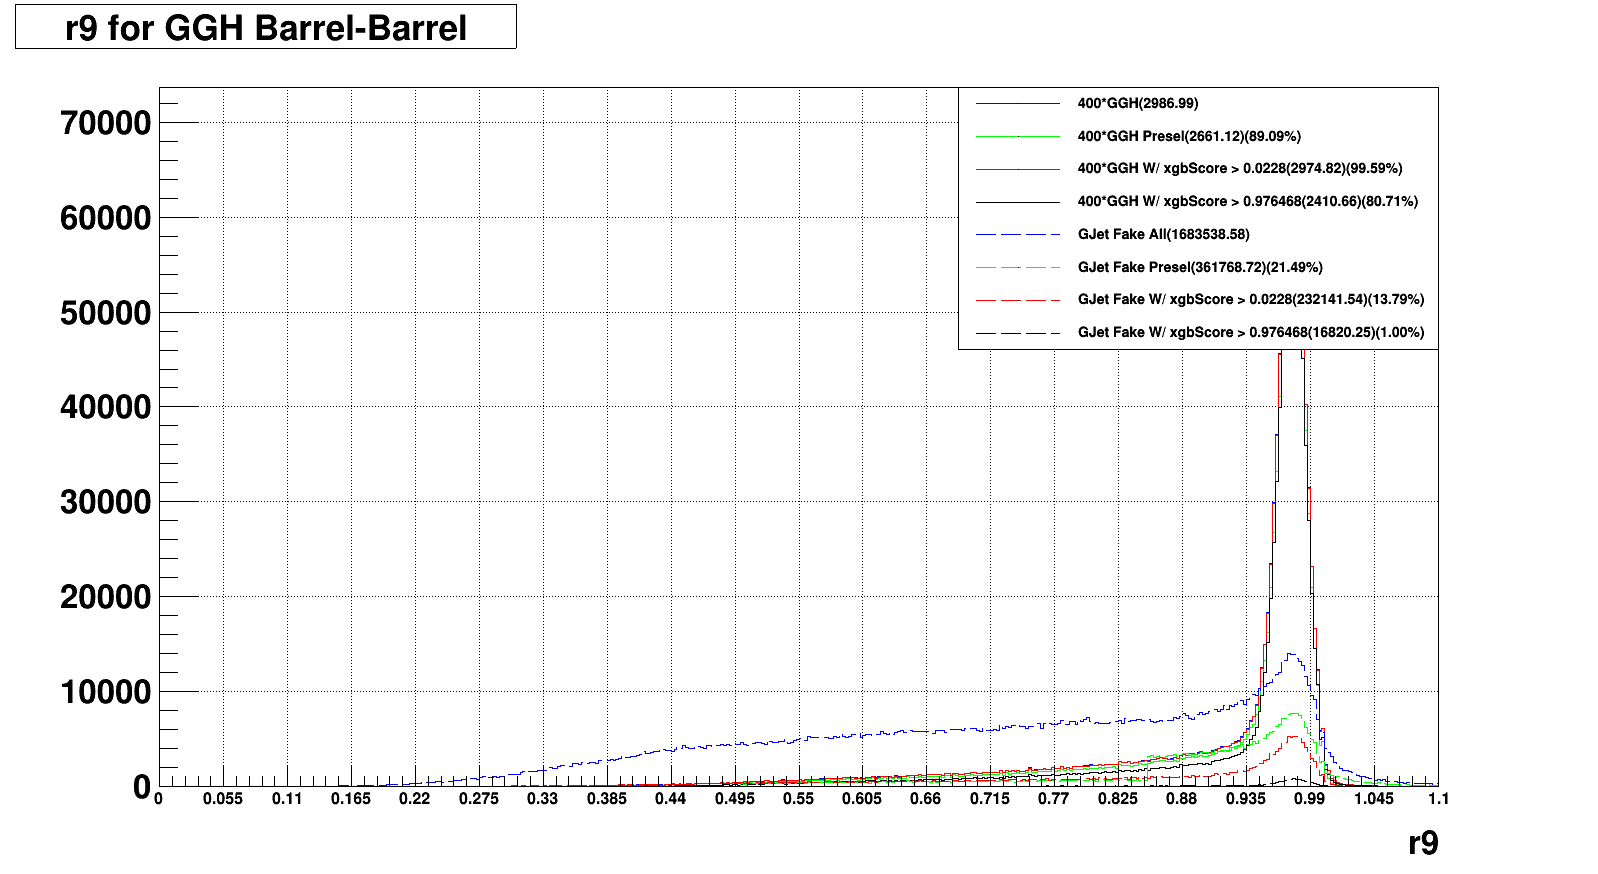 r9 for GGH Barrel-Barrel
400*GGH(2986.99)
400*GGH Presel(2661.12)(89.09%)
400*GGH W/ xgbScore > 0.0228(2974.82)(99.59%)
400*GGH W/ xgbScore > 0.976468(2410.66)(80.71%)
GJet Fake All(1683538.58)
GJet Fake Presel(361768.72)(21.49%)
GJet Fake W/ xgbScore > 0.0228(232141.54)(13.79%)
GJet Fake W/ xgbScore > 0.976468(16820.25)(1.00%)
70000
60000
50000
40000
30000
20000
10000
0
0 0.055 0.11 0.165 0.22 0.275 0.33 0.385 0.44 0.495 0.55 0.605 0.66 0.715 0.77 0.825 0.88 0.935 0.99 1.045 1.1
r9